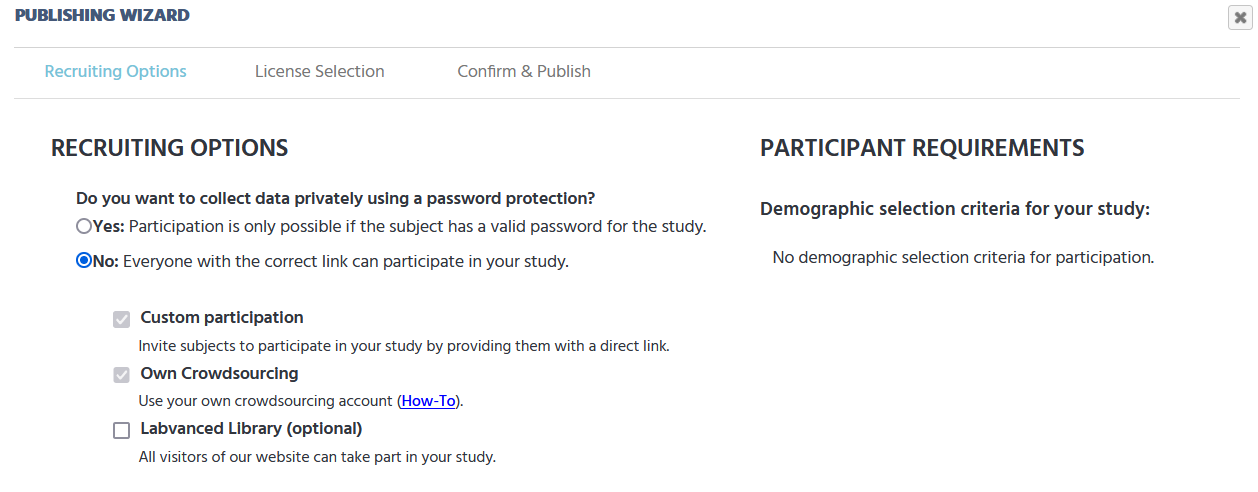 PUBLISHING WIZARD
Recruiting Options
License Selection
Confirm & Publish
RECRUITING OPTIONS
Do you want to collect data privately using a password protection?
Yes: Participation is only possible if the subject has a valid password for the study.
No: Everyone with the correct link can participate in your study.
Custom participation
Invite subjects to participate in your study by providing them with a direct link.
Own Crowdsourcing
Use your own crowdsourcing account (How-To).
Labvanced Library (optional)
All visitors of our website can take part in your study.
PARTICIPANT REQUIREMENTS
Demographic selection criteria for your study:
No demographic selection criteria for participation.